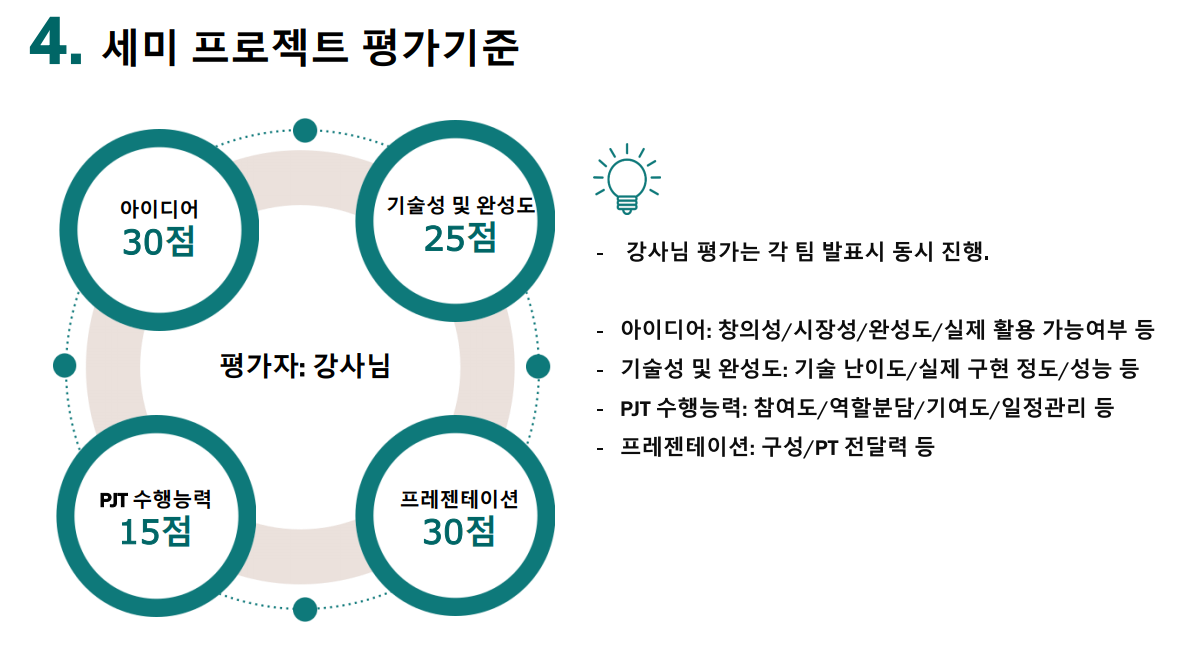 4. 세미 프로젝트 평가기준
아이디어
30점
기술성 및 완성도
25점
평가자: 강사님
PJT 수행능력
15점
프레젠테이션
30점
- 강사님 평가는 각 팀 발표시 동시 진행.
- 아이디어: 창의성/시장성/완성도/실제 활용 가능여부 등
- 기술성 및 완성도: 기술 난이도/실제 구현 정도/성능 등
- PJT 수행능력: 참여도/역할분담/기여도/일정관리 등
- 프레젠테이션: 구성/PT 전달력 등